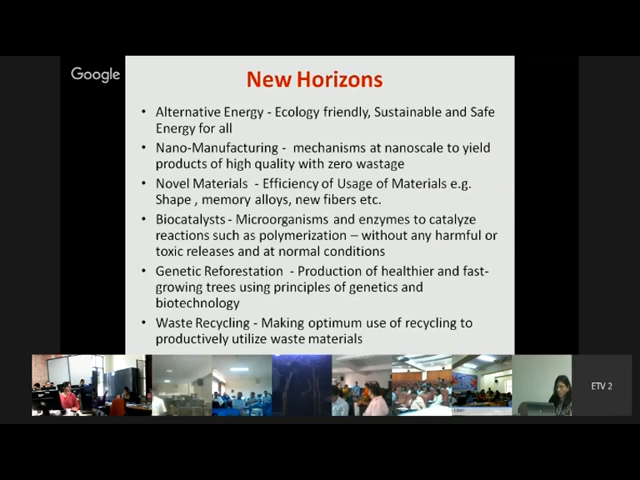 Google
New Horizons
• Alternative Energy - Ecology friendly, Sustainable and Safe
Energy for all
• Nano-Manufacturing - mechanisms at nanoscale to yield
products of high quality with zero wastage
• Novel Materials - Efficiency of Usage of Materials e.g.
Shape , memory alloys, new fibers etc.
• Biocatalysts - Microorganisms and enzymes to catalyze
reactions such as polymerization – without any harmful or
toxic releases and at normal conditions
• Genetic Reforestation - Production of healthier and fast-
growing trees using principles of genetics and
biotechnology
• Waste Recycling - Making optimum use of recycling to
productively utilize waste materials
ETV 2